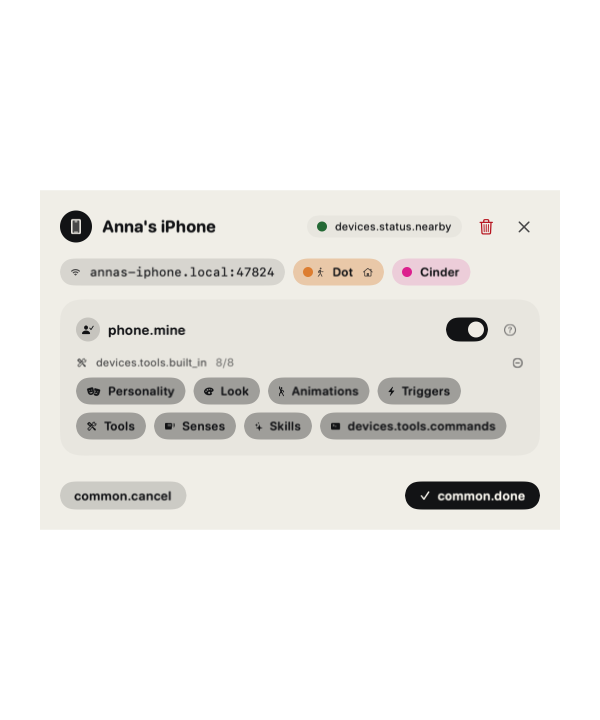 Anna's iPhone devices.status.nearby
annas-iphone.local:47824 Dot Cinder
phone.mine
devices.tools.built_in 8/8
Personality Look Animations Triggers
Tools Senses Skills devices.tools.commands
common.cancel common.done